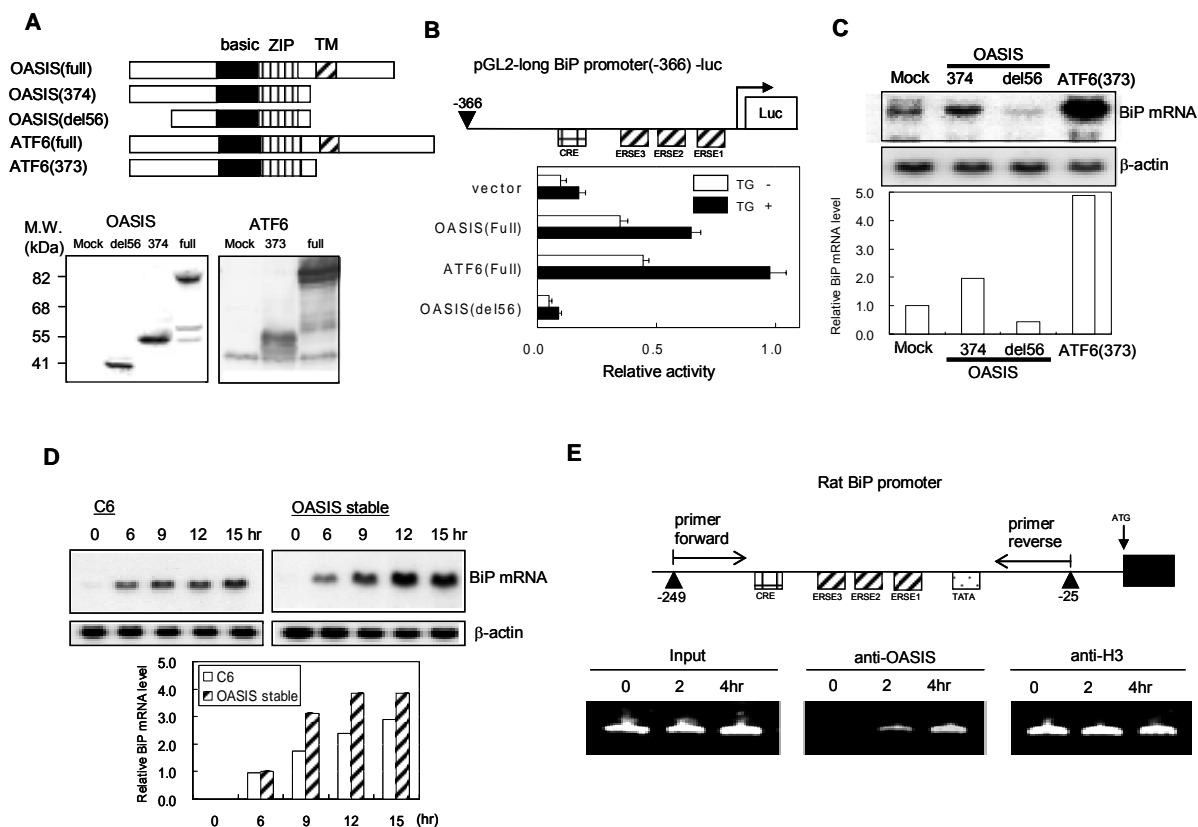 A
basic ZIP TM
OASIS(full)
OASIS(374)
OASIS(del56)
ATF6(full)
ATF6(373)
OASIS ATF6
M.W.
(kDa)
Mock del56 374 full
Mock 373 full
82
68
55
41
B
pGL2-long BiP promoter(-366) -luc
-366
Luc
CRE ERSE3 ERSE2 ERSE1
TG -
TG +
vector
OASIS(Full)
ATF6(Full)
OASIS(del56)
0.0 0.5 1.0
Relative activity
C
OASIS
Mock 374 del56 ATF6(373)
BiP mRNA
β-actin
Relative BiP mRNA level
5.0
4.0
3.0
2.0
1.0
0.0
Mock 374 del56 ATF6(373)
OASIS
D
C6
0 6 9 12 15 hr
OASIS stable
0 6 9 12 15 hr
BiP mRNA
β-actin
Relative BiP mRNA level
5.0
4.0
3.0
2.0
1.0
0.0
C6
OASIS stable
0 6 9 12 15 (hr)
E
Rat BiP promoter
primer
forward
primer
reverse
ATG
-249
CRE ERSE3 ERSE2 ERSE1 TATA
-25
Input anti-OASIS anti-H3
0 2 4hr 0 2 4hr 0 2 4hr